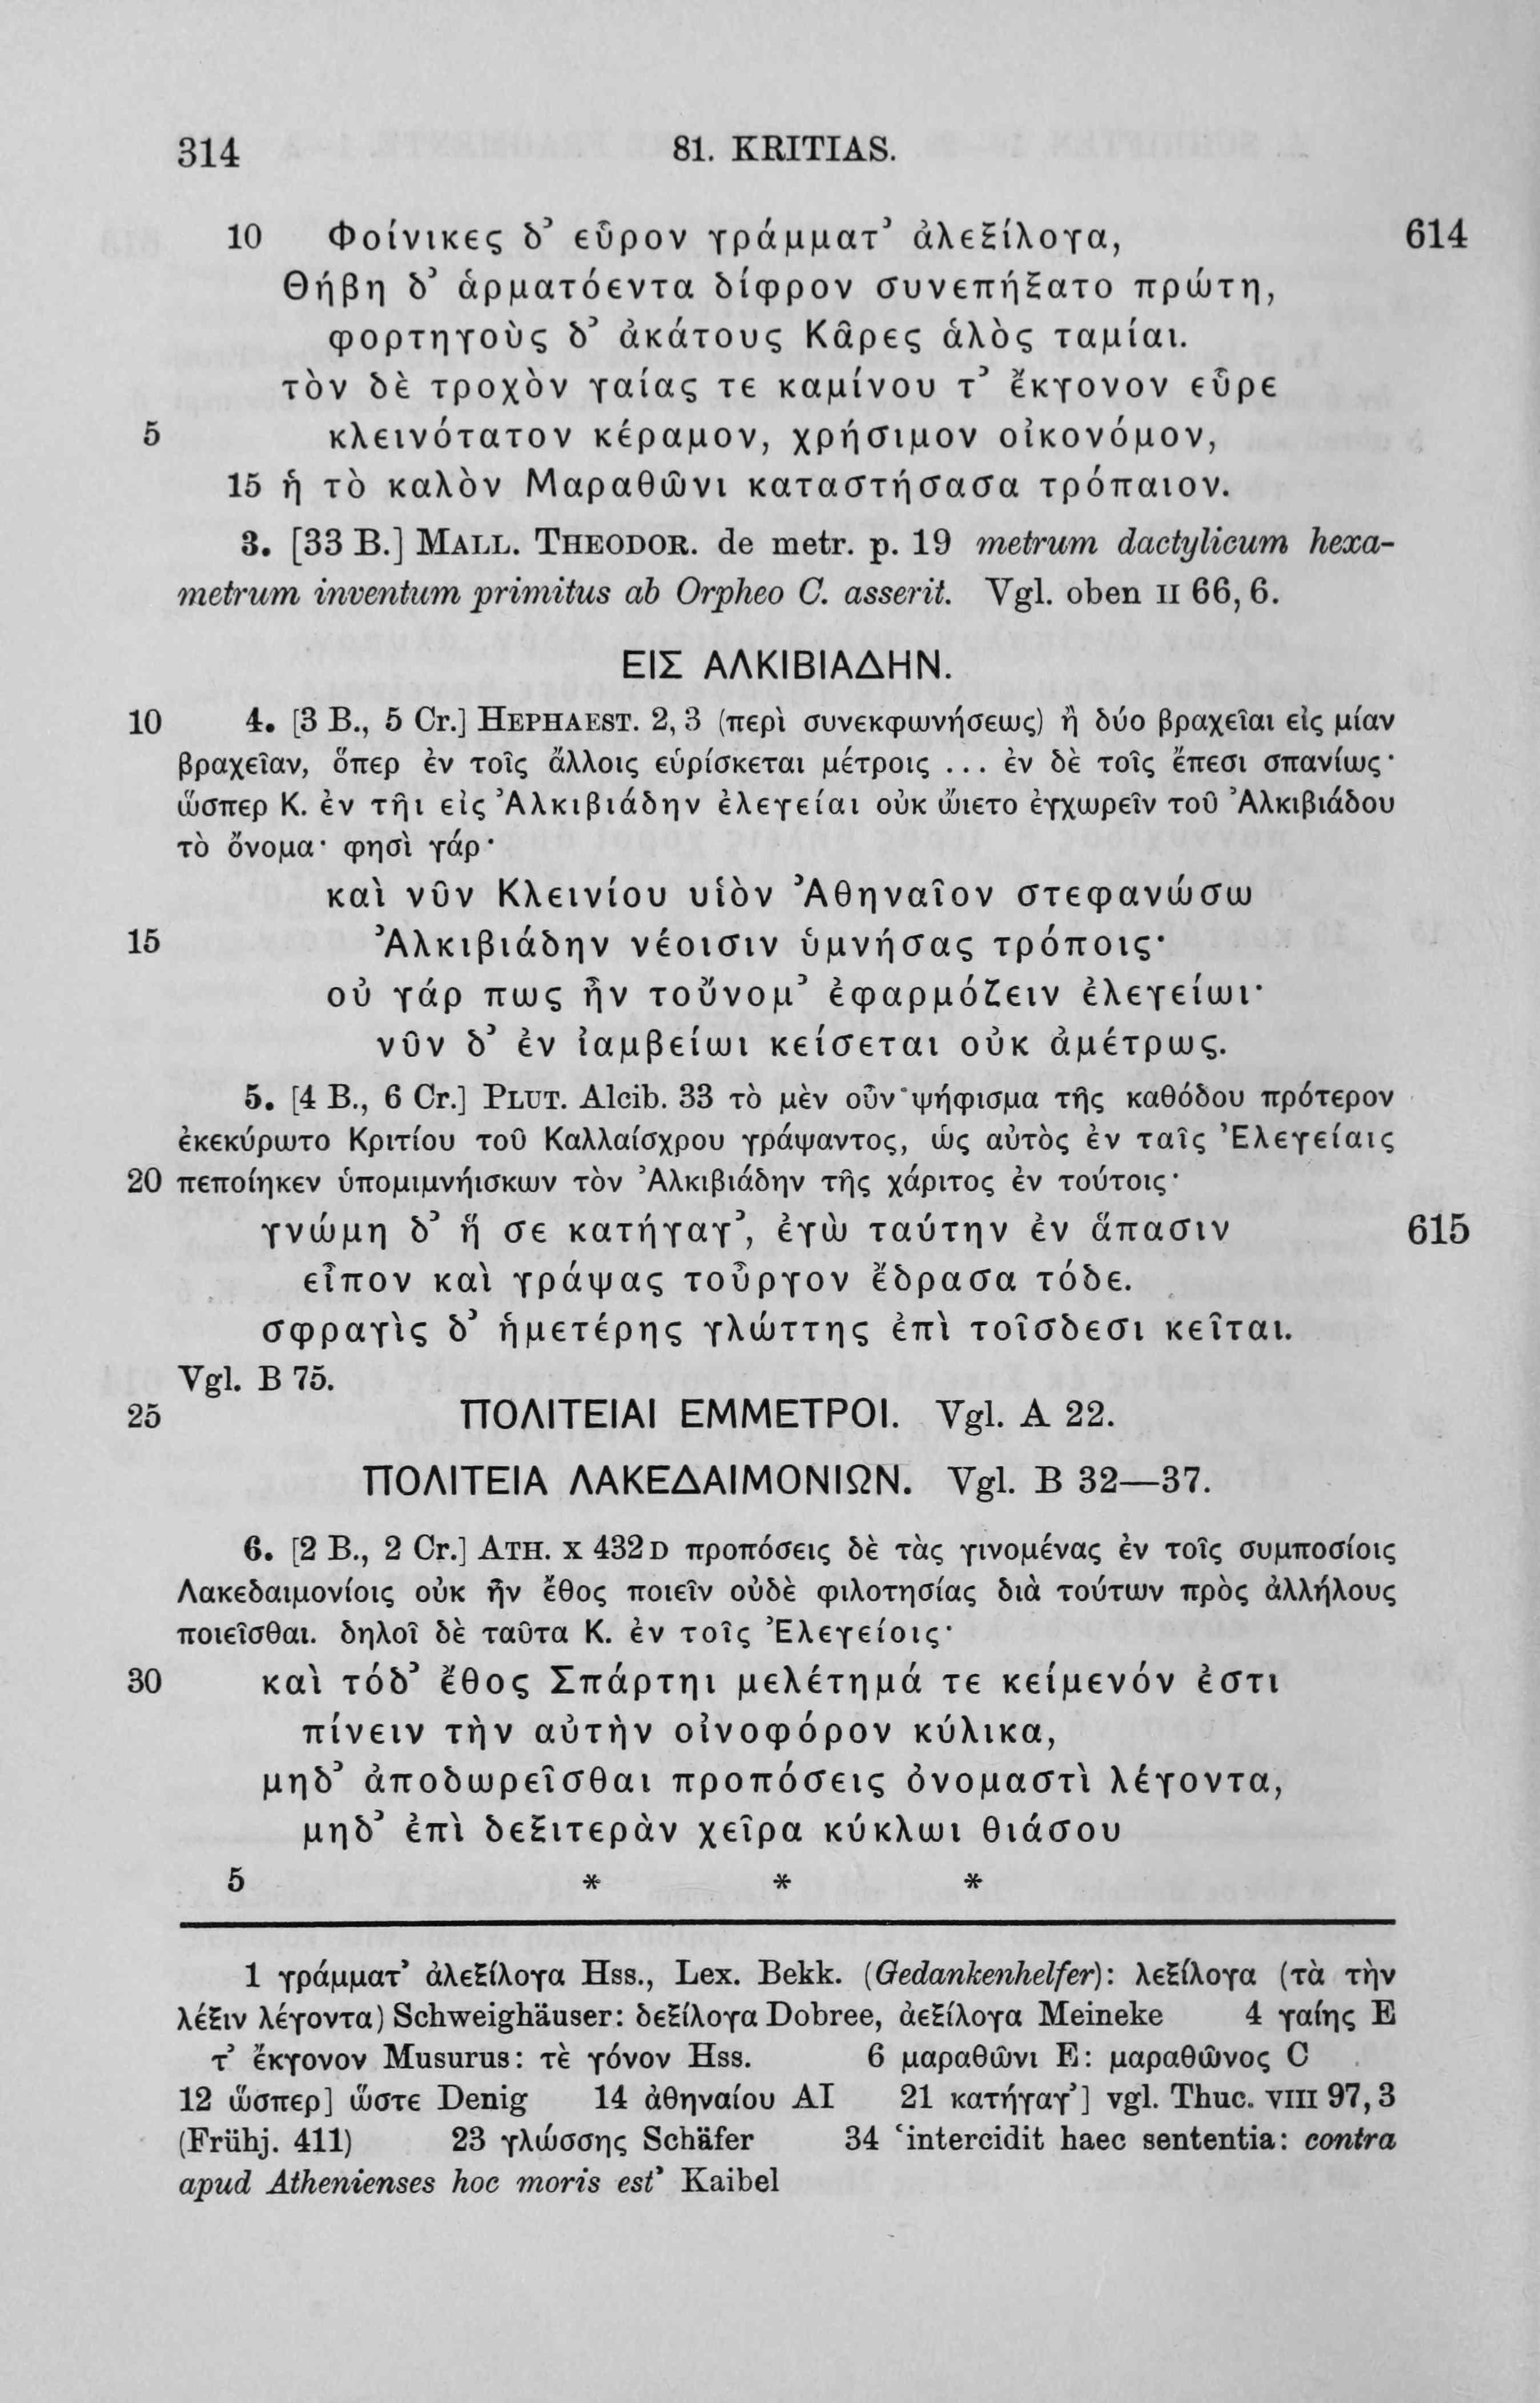 314 81. KRITIAS.
10 Φοίνικες δ’ εὗρον γράμματ’ ἀλεξίλογα, 614
Θήβη δ’ ἁρματόεντα δίφρον συνεπήξατο πρώτη,
φορτηγοὺς δ’ ἀκάτους Κᾶρες ἁλὸς ταμίαι.
τὸν δὲ τροχὸν γαίας τε καμίνου τ’ ἔκγονον εὗρε
5 κλεινότατον κέραμον, χρήσιμον οἰκονόμον,
15 ἡ τὸ καλὸν Μαραθῶνι καταστήσασα τρόπαιον.
3. [33 B.] MALL. THEODOR. de metr. p. 19 metrum dactylicum hexa-
metrum inventum primitus ab Orpheo C. asserit. Vgl. oben II 66, 6.
ΕΙΣ ΑΛΚΙΒΙΑΔΗΝ.
10 4. [3 B., 5 Cr.] HEPHAEST. 2, 3 (περὶ συνεκφωνήσεως) ἢ δύο βραχεῖαι εἰς μίαν
βραχεῖαν, ὅπερ ἐν τοῖς ἄλλοις εὑρίσκεται μέτροις ... ἐν δὲ τοῖς ἔπεσι σπανίως·
ὥσπερ Κ. ἐν τῆι εἰς Ἀλκιβιάδην ἐλεγείαι οὐκ ὤιετο ἐγχωρεῖν τοῦ Ἀλκιβιάδου
τὸ ὄνομα· φησὶ γάρ·
καὶ νῦν Κλεινίου υἱὸν Ἀθηναῖον στεφανώσω
15 Ἀλκιβιάδην νέοισιν ὑμνήσας τρόποις·
οὐ γάρ πως ἦν τοὔνομ’ ἐφαρμόζειν ἐλεγείωι·
νῦν δ’ ἐν ἰαμβείωι κείσεται οὐκ ἀμέτρως.
5. [4 B., 6 Cr.] PLUT. Alcib. 33 τὸ μὲν οὖν ψήφισμα τῆς καθόδου πρότερον
ἐκεκύρωτο Κριτίου τοῦ Καλλαίσχρου γράψαντος, ὡς αὐτὸς ἐν ταῖς Ἐλεγείαις
20 πεποίηκεν ὑπομιμνήισκων τὸν Ἀλκιβιάδην τῆς χάριτος ἐν τούτοις·
γνώμη δ’ ἥ σε κατήγαγ’, ἐγὼ ταύτην ἐν ἅπασιν 615
εἶπον καὶ γράψας τοὖργον ἔδρασα τόδε.
σφραγὶς δ’ ἡμετέρης γλώττης ἐπὶ τοῖσδεσι κεῖται.
Vgl. B 75.
25 ΠΟΛΙΤΕΙΑΙ ΕΜΜΕΤΡΟΙ. Vgl. A 22.
ΠΟΛΙΤΕΙΑ ΛΑΚΕΔΑΙΜΟΝΙΩΝ. Vgl. B 32—37.
6. [2 B., 2 Cr.] ATH. X 432 D προπόσεις δὲ τὰς γινομένας ἐν τοῖς συμποσίοις
Λακεδαιμονίοις οὐκ ἦν ἔθος ποιεῖν οὐδὲ φιλοτησίας διὰ τούτων πρὸς ἀλλήλους
ποιεῖσθαι. δηλοῖ δὲ ταῦτα Κ. ἐν τοῖς Ἐλεγείοις·
30 καὶ τόδ’ ἔθος Σπάρτηι μελέτημά τε κείμενόν ἐστι
πίνειν τὴν αὐτὴν οἰνοφόρον κύλικα,
μηδ’ ἀποδωρεῖσθαι προπόσεις ὀνομαστὶ λέγοντα,
μηδ’ ἐπὶ δεξιτερὰν χεῖρα κύκλωι θιάσου
5 * * *
1 γράμματ’ ἀλεξίλογα Hss., Lex. Bekk. (Gedankenhelfer): λεξίλογα (τὰ τὴν
λέξιν λέγοντα) Schweighäuser: δεξίλογα Dobree, ἀεξίλογα Meineke 4 γαίης E
τ’ ἔκγονον Musurus: τὲ γόνον Hss. 6 μαραθῶνι E: μαραθῶνος C
12 ὥσπερ] ὥστε Denig 14 ἀθηναίου AI 21 κατήγαγ’] vgl. Thuc. VIII 97, 3
(Frühj. 411) 23 γλώσσης Schäfer 34 ‘intercidit haec sententia: contra
apud Athenienses hoc moris est’ Kaibel